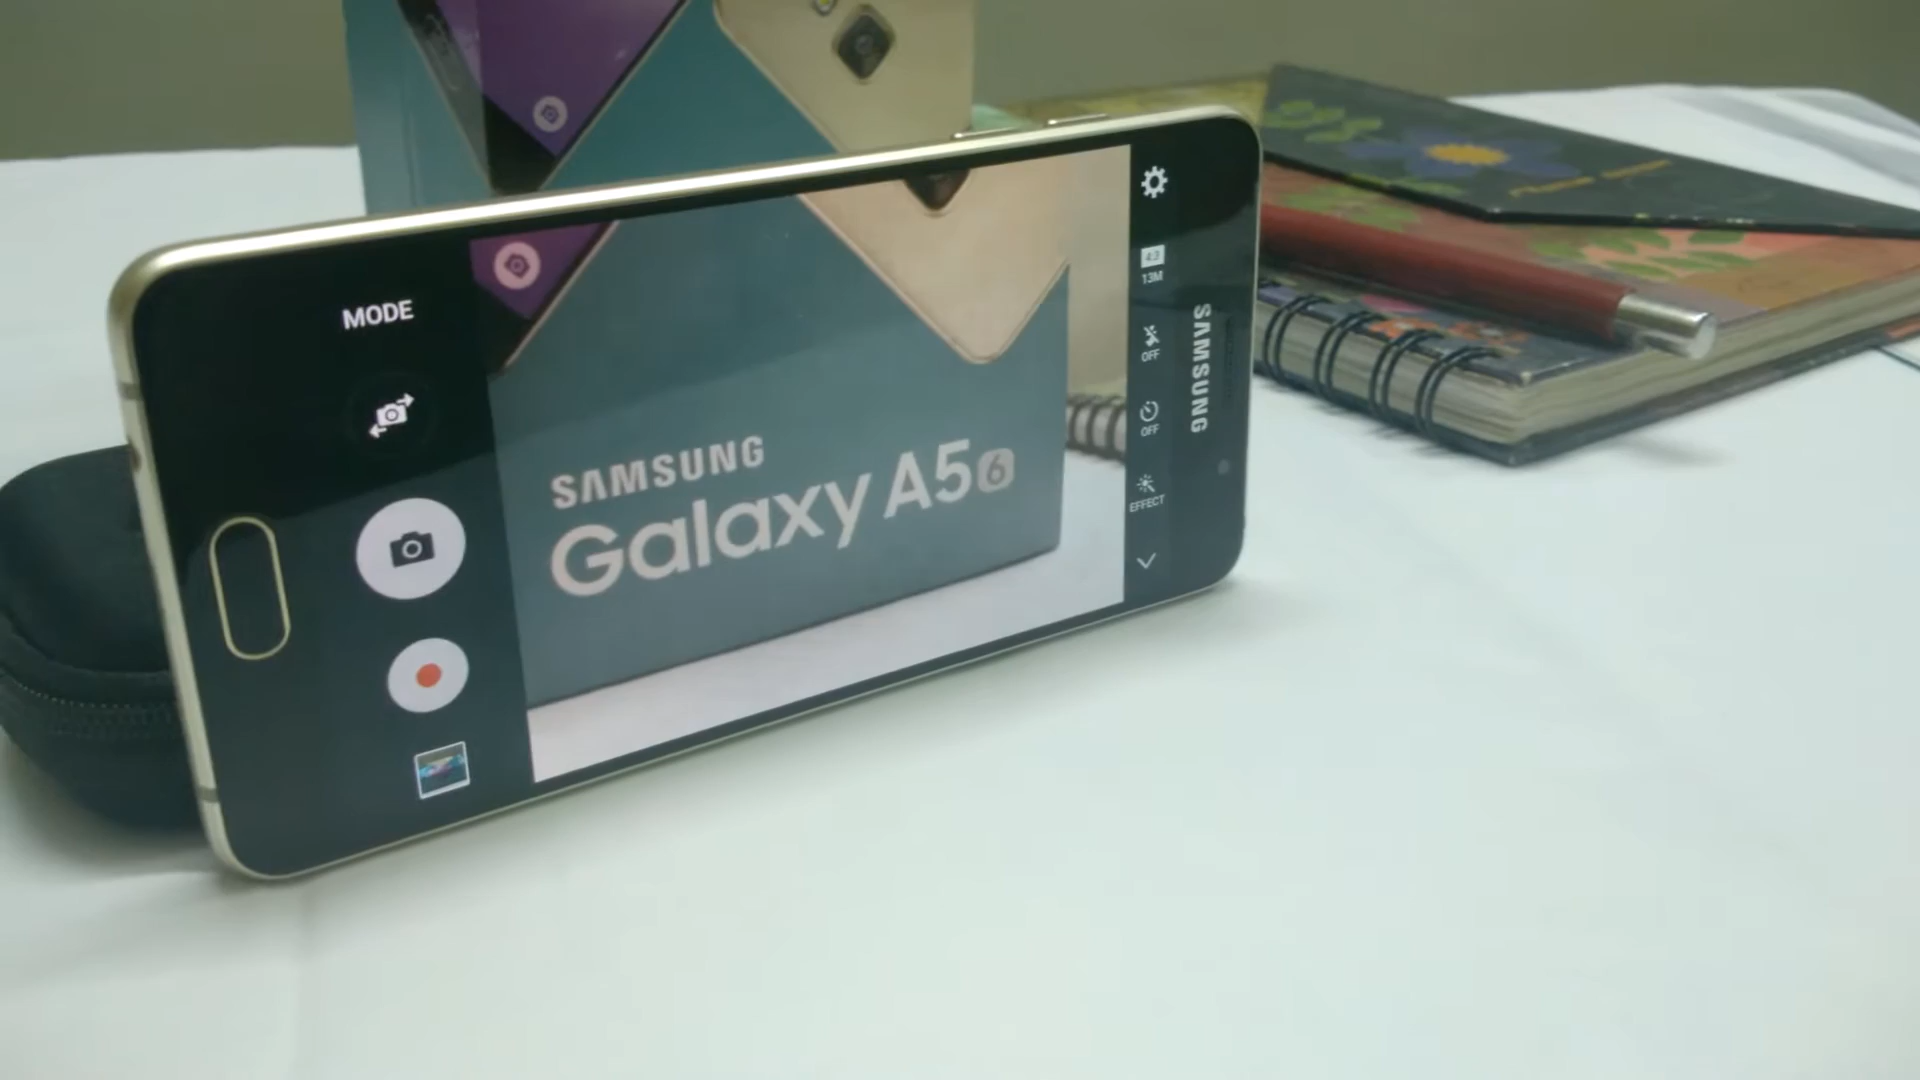 MODE
SAMSUNG
Galaxy A5 6
4:3
13M
OFF
OFF
EFFECT
SAMSUNG